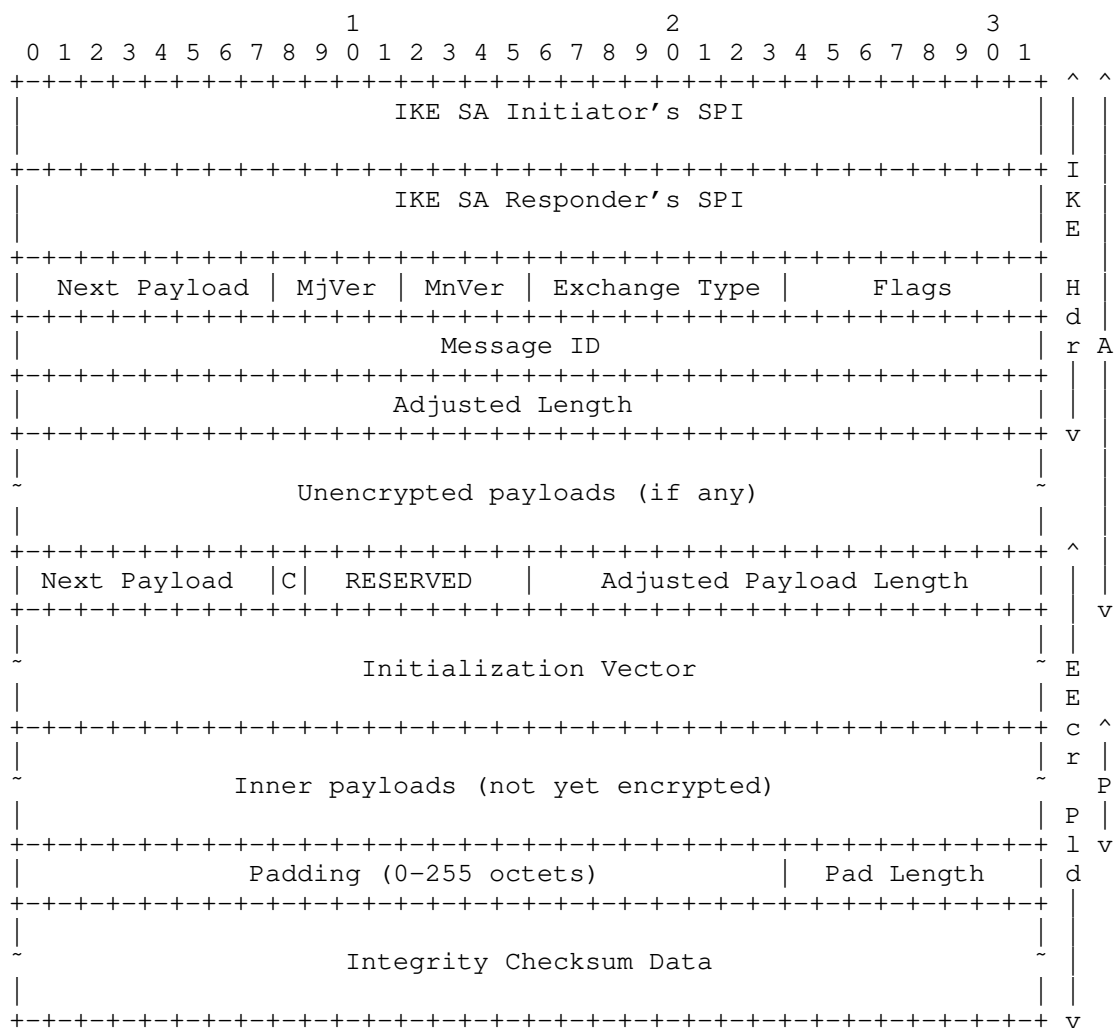 1                   2                   3
 0 1 2 3 4 5 6 7 8 9 0 1 2 3 4 5 6 7 8 9 0 1 2 3 4 5 6 7 8 9 0 1
+-+-+-+-+-+-+-+-+-+-+-+-+-+-+-+-+-+-+-+-+-+-+-+-+-+-+-+-+-+-+-+-+ ^ ^
|                       IKE SA Initiator's SPI                  | | |
|                                                               | | |
+-+-+-+-+-+-+-+-+-+-+-+-+-+-+-+-+-+-+-+-+-+-+-+-+-+-+-+-+-+-+-+-+ I |
|                       IKE SA Responder's SPI                  | K |
|                                                               | E |
+-+-+-+-+-+-+-+-+-+-+-+-+-+-+-+-+-+-+-+-+-+-+-+-+-+-+-+-+-+-+-+-+   |
|  Next Payload | MjVer | MnVer | Exchange Type |     Flags     | H |
+-+-+-+-+-+-+-+-+-+-+-+-+-+-+-+-+-+-+-+-+-+-+-+-+-+-+-+-+-+-+-+-+ d |
|                          Message ID                           | r A
+-+-+-+-+-+-+-+-+-+-+-+-+-+-+-+-+-+-+-+-+-+-+-+-+-+-+-+-+-+-+-+-+ | |
|                       Adjusted Length                         | | |
+-+-+-+-+-+-+-+-+-+-+-+-+-+-+-+-+-+-+-+-+-+-+-+-+-+-+-+-+-+-+-+-+ v |
|                                                               |   |
~                 Unencrypted payloads (if any)                 ~   |
|                                                               |   |
+-+-+-+-+-+-+-+-+-+-+-+-+-+-+-+-+-+-+-+-+-+-+-+-+-+-+-+-+-+-+-+-+ ^ |
| Next Payload  |C|  RESERVED   |    Adjusted Payload Length    | | |
+-+-+-+-+-+-+-+-+-+-+-+-+-+-+-+-+-+-+-+-+-+-+-+-+-+-+-+-+-+-+-+-+ | v
|                                                               | |
~                     Initialization Vector                     ~ E
|                                                               | E
+-+-+-+-+-+-+-+-+-+-+-+-+-+-+-+-+-+-+-+-+-+-+-+-+-+-+-+-+-+-+-+-+ c ^
|                                                               | r |
~             Inner payloads (not yet encrypted)                ~   P
|                                                               | P |
+-+-+-+-+-+-+-+-+-+-+-+-+-+-+-+-+-+-+-+-+-+-+-+-+-+-+-+-+-+-+-+-+ l v
|              Padding (0-255 octets)           |  Pad Length   | d
+-+-+-+-+-+-+-+-+-+-+-+-+-+-+-+-+-+-+-+-+-+-+-+-+-+-+-+-+-+-+-+-+ |
|                                                               | |
~                    Integrity Checksum Data                    ~ |
|                                                               | |
+-+-+-+-+-+-+-+-+-+-+-+-+-+-+-+-+-+-+-+-+-+-+-+-+-+-+-+-+-+-+-+-+ v